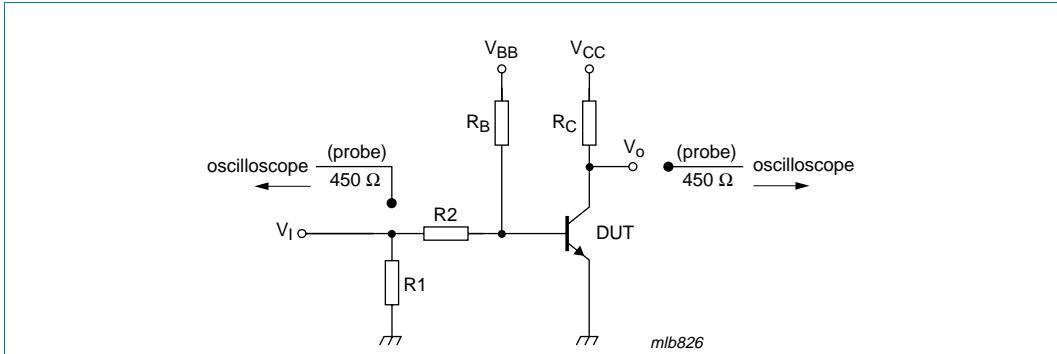 V_BB V_CC
R_B R_C
(probe) V_o (probe)
oscilloscope 450 Ω 450 Ω oscilloscope
R2
V_I DUT
R1
mlb826